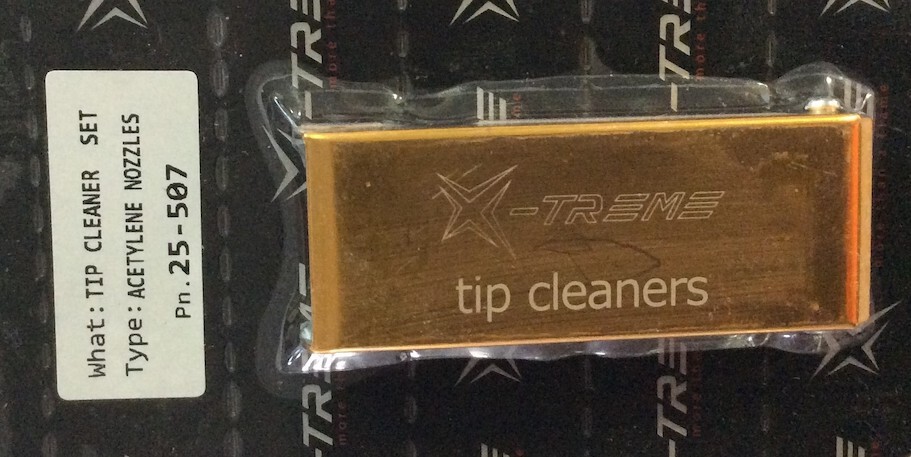 What: TIP CLEANER SET
Type: ACETYLENE NOZZLES
Pn. 25-507
X-TREME
tip cleaners